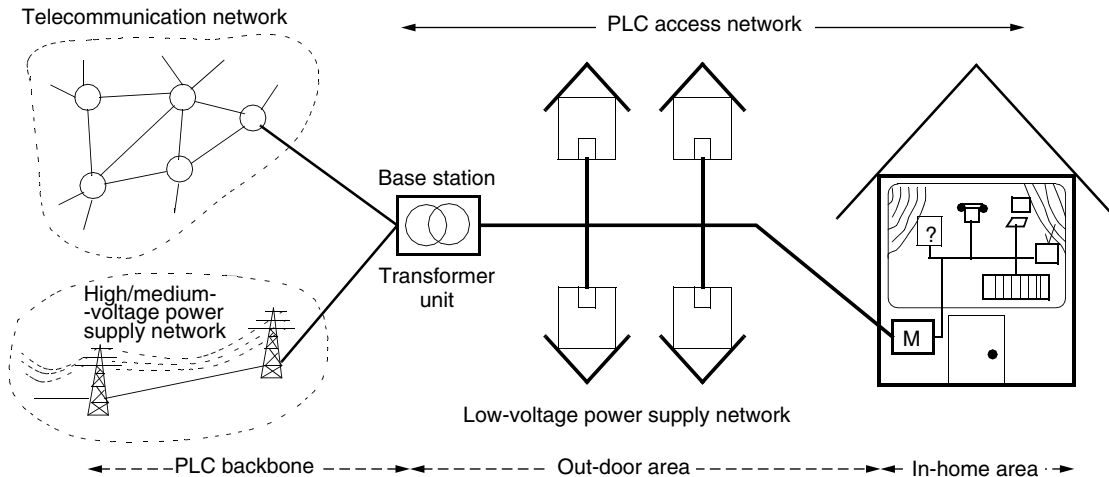 Telecommunication network
PLC access network
Base station
Transformer
unit
High/medium-
-voltage power
supply network
?
M
Low-voltage power supply network
PLC backbone
Out-door area
In-home area